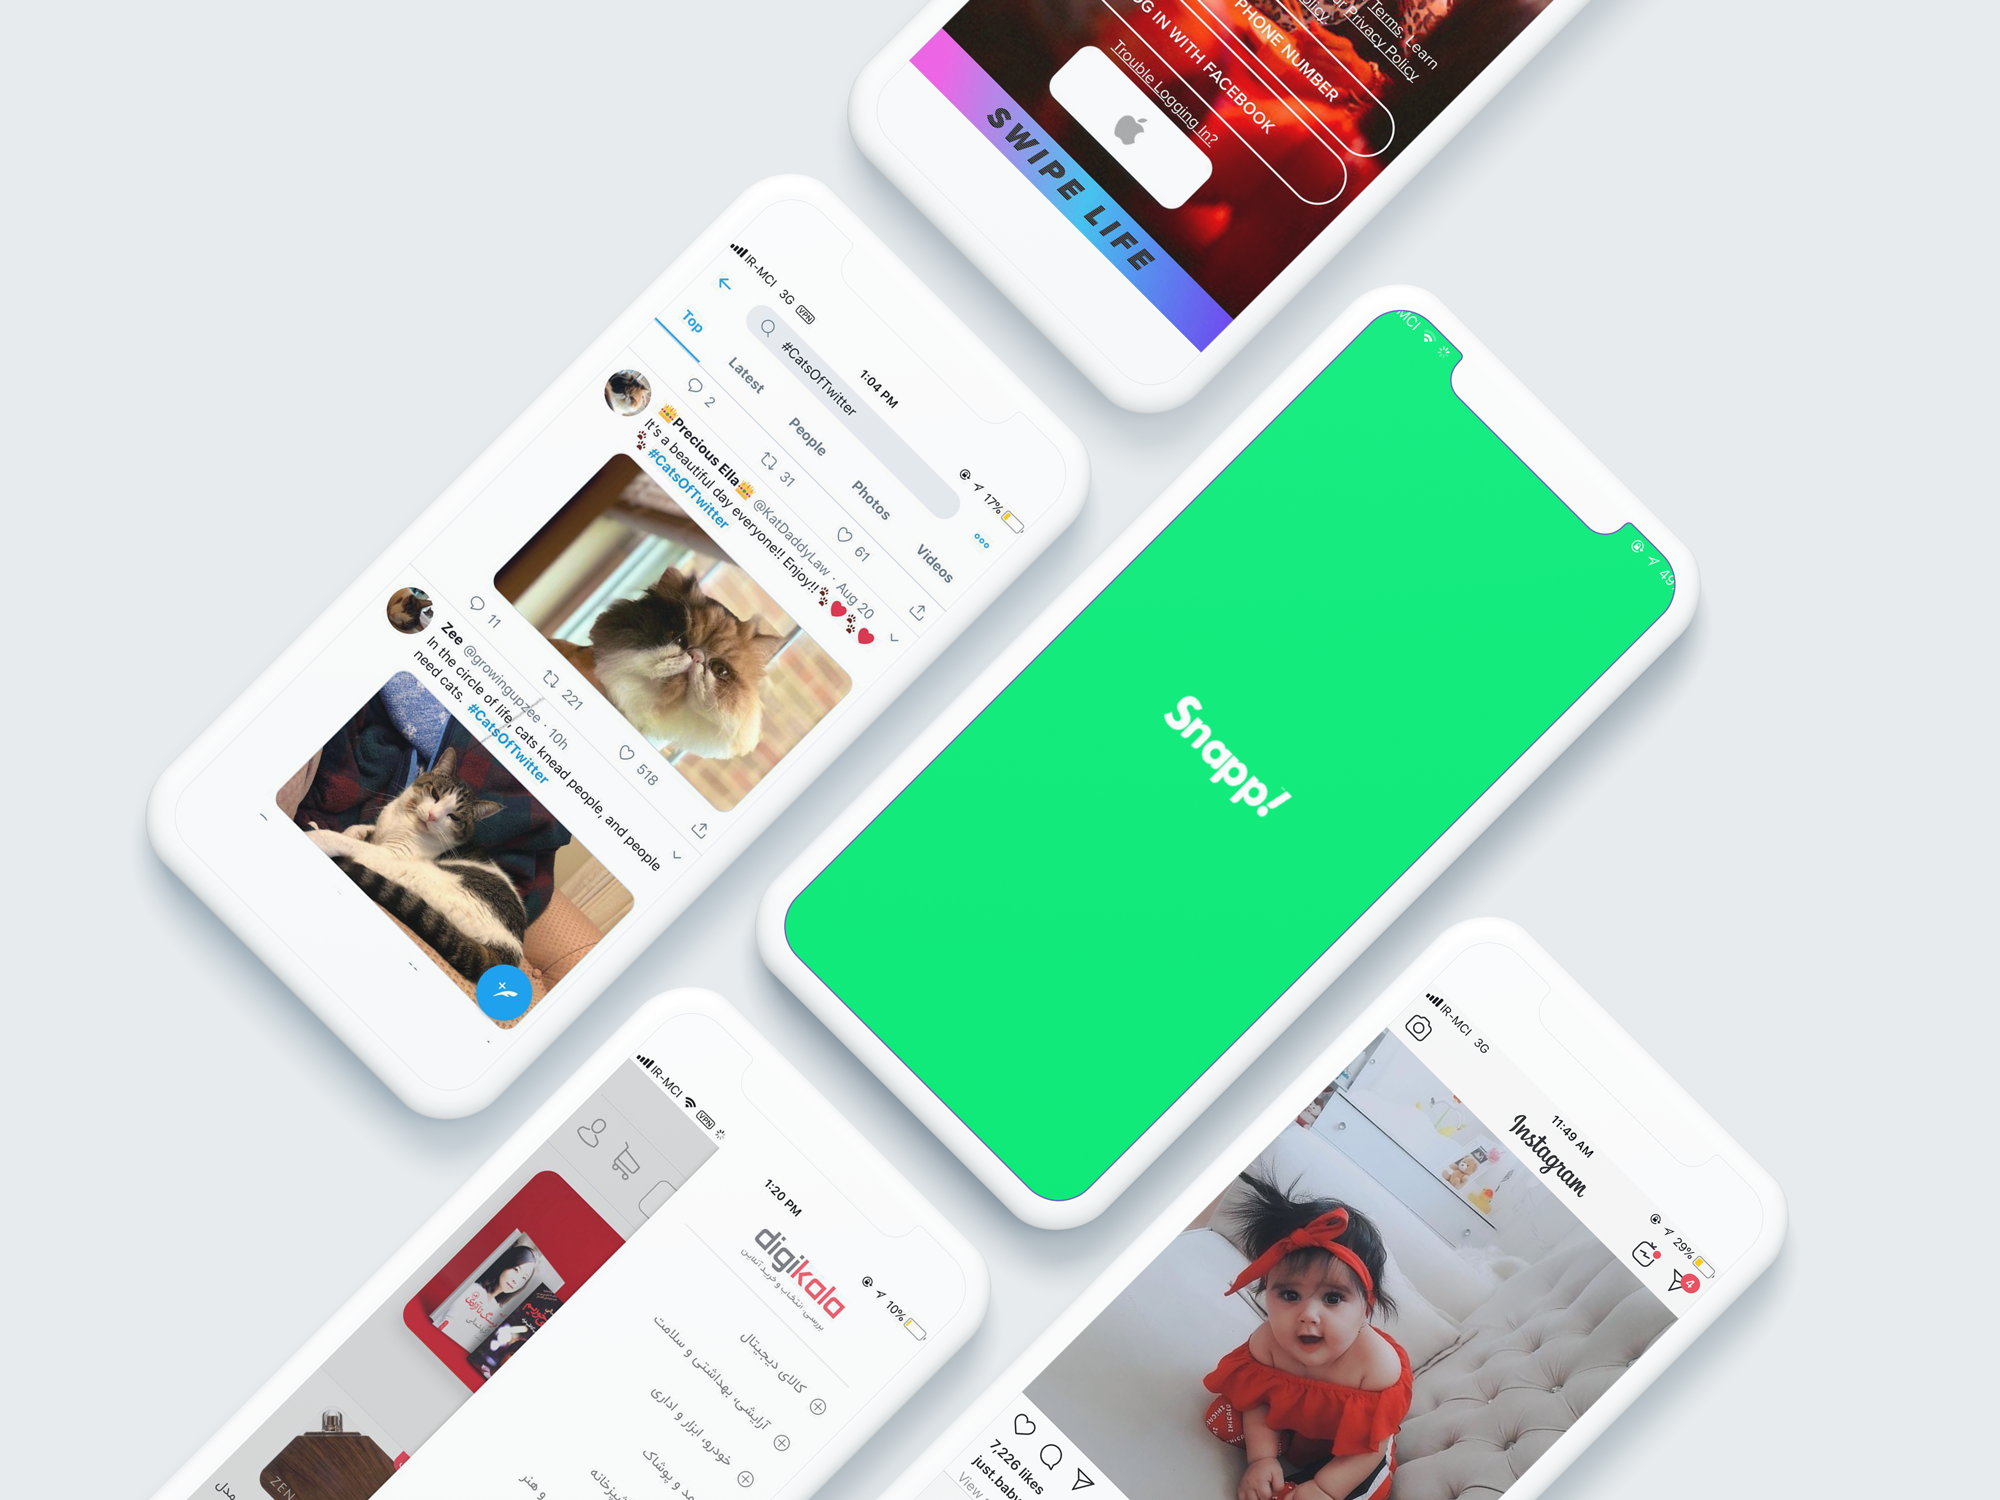 Terms. Learn
Privacy Policy
PHONE NUMBER
LOG IN WITH FACEBOOK
Trouble Logging In?
SWIPE LIFE
IR-MCI 3G VPN
1:04 PM
17%
#CatsOfTwitter
Top
Latest
People
Photos
Videos
2
31
61
Precious Ella @KatDaddyLaw · Aug 20
It's a beautiful day everyone!! Enjoy!!
#CatsOfTwitter
11
221
518
Zee @growingupzee · 10h
In the circle of life, cats knead people, and people
need cats. #CatsOfTwitter
MCI
49
Snapp!
IR-MCI VPN
1:20 PM
10%
digikala
بررسی، انتخاب و خرید آنلاین
کالای دیجیتال
آرایشی، بهداشتی و سلامت
خودرو، ابزار و اداری
مد و پوشاک
و هنر
ZEN
IR-MCI 3G
11:49 AM
29%
Instagram
4
7,226 likes
just.baby
View